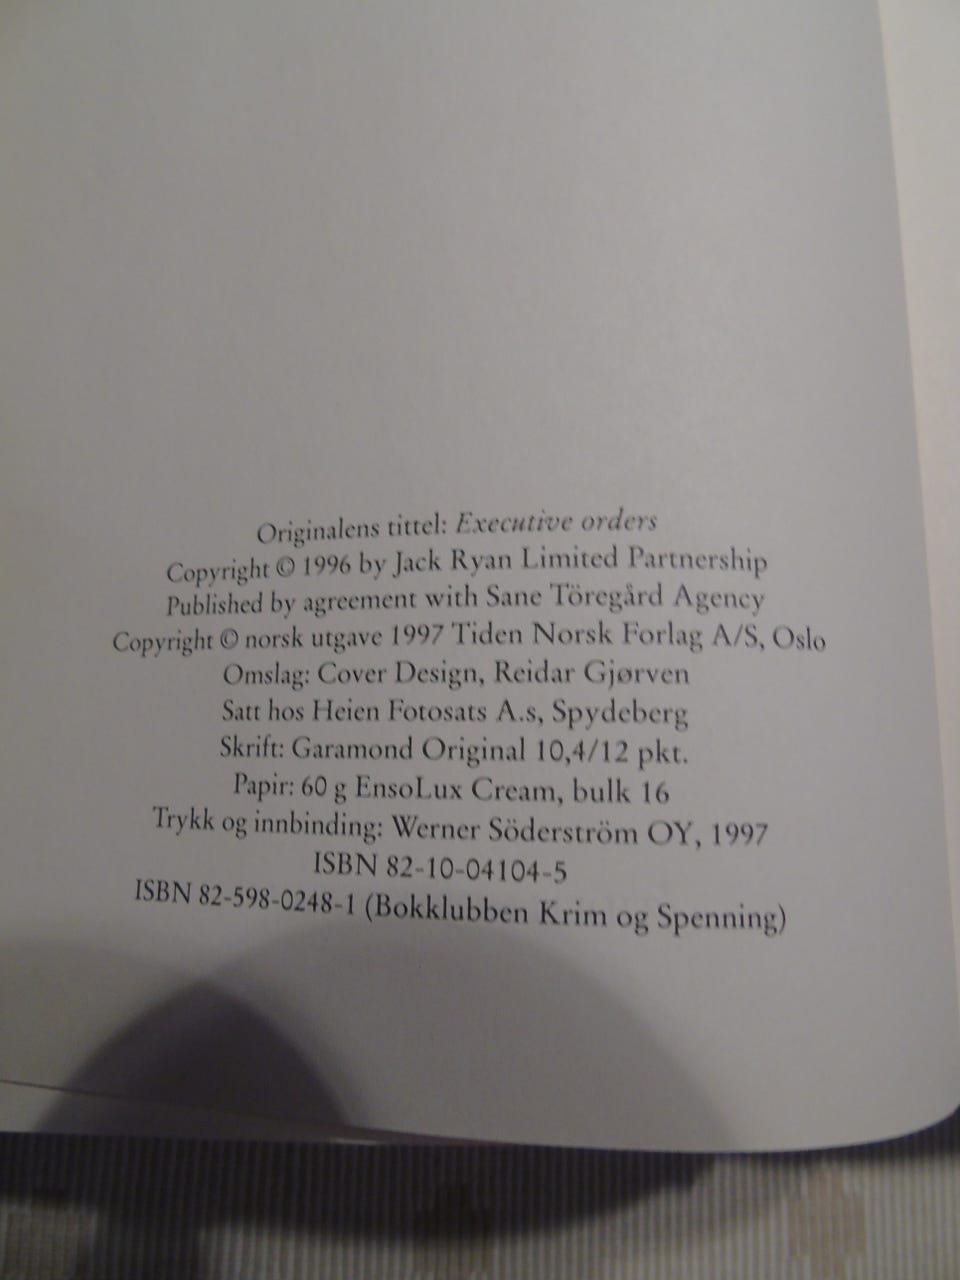 Originalens tittel: Executive orders
Copyright © 1996 by Jack Ryan Limited Partnership
Published by agreement with Sane Töregård Agency
Copyright © norsk utgave 1997 Tiden Norsk Forlag A/S, Oslo
Omslag: Cover Design, Reidar Gjørven
Satt hos Heien Fotosats A.s, Spydeberg
Skrift: Garamond Original 10,4/12 pkt.
Papir: 60 g EnsoLux Cream, bulk 16
Trykk og innbinding: Werner Söderström OY, 1997
ISBN 82-10-04104-5
ISBN 82-598-0248-1 (Bokklubben Krim og Spenning)